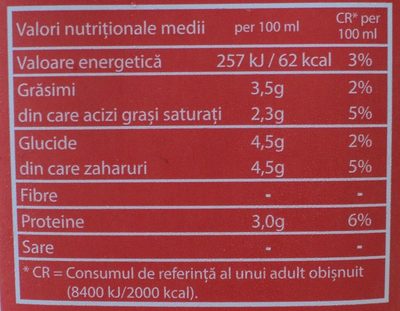 Valori nutriționale medii per 100 ml CR* per 100 ml
Valoare energetică 257 kJ / 62 kcal 3%
Grăsimi 3,5g 2%
din care acizi grași saturați 2,3g 5%
Glucide 4,5g 2%
din care zaharuri 4,5g 5%
Fibre - -
Proteine 3,0g 6%
Sare - -
* CR = Consumul de referință al unui adult obișnuit
(8400 kJ/2000 kcal).